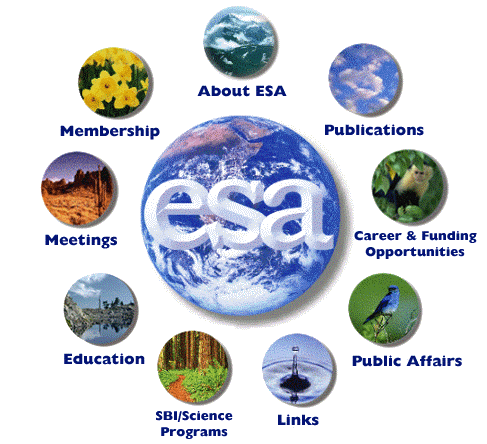 About ESA
Membership
Publications
esa
Meetings
Career & Funding
Opportunities
Education
Public Affairs
SBI/Science
Programs
Links